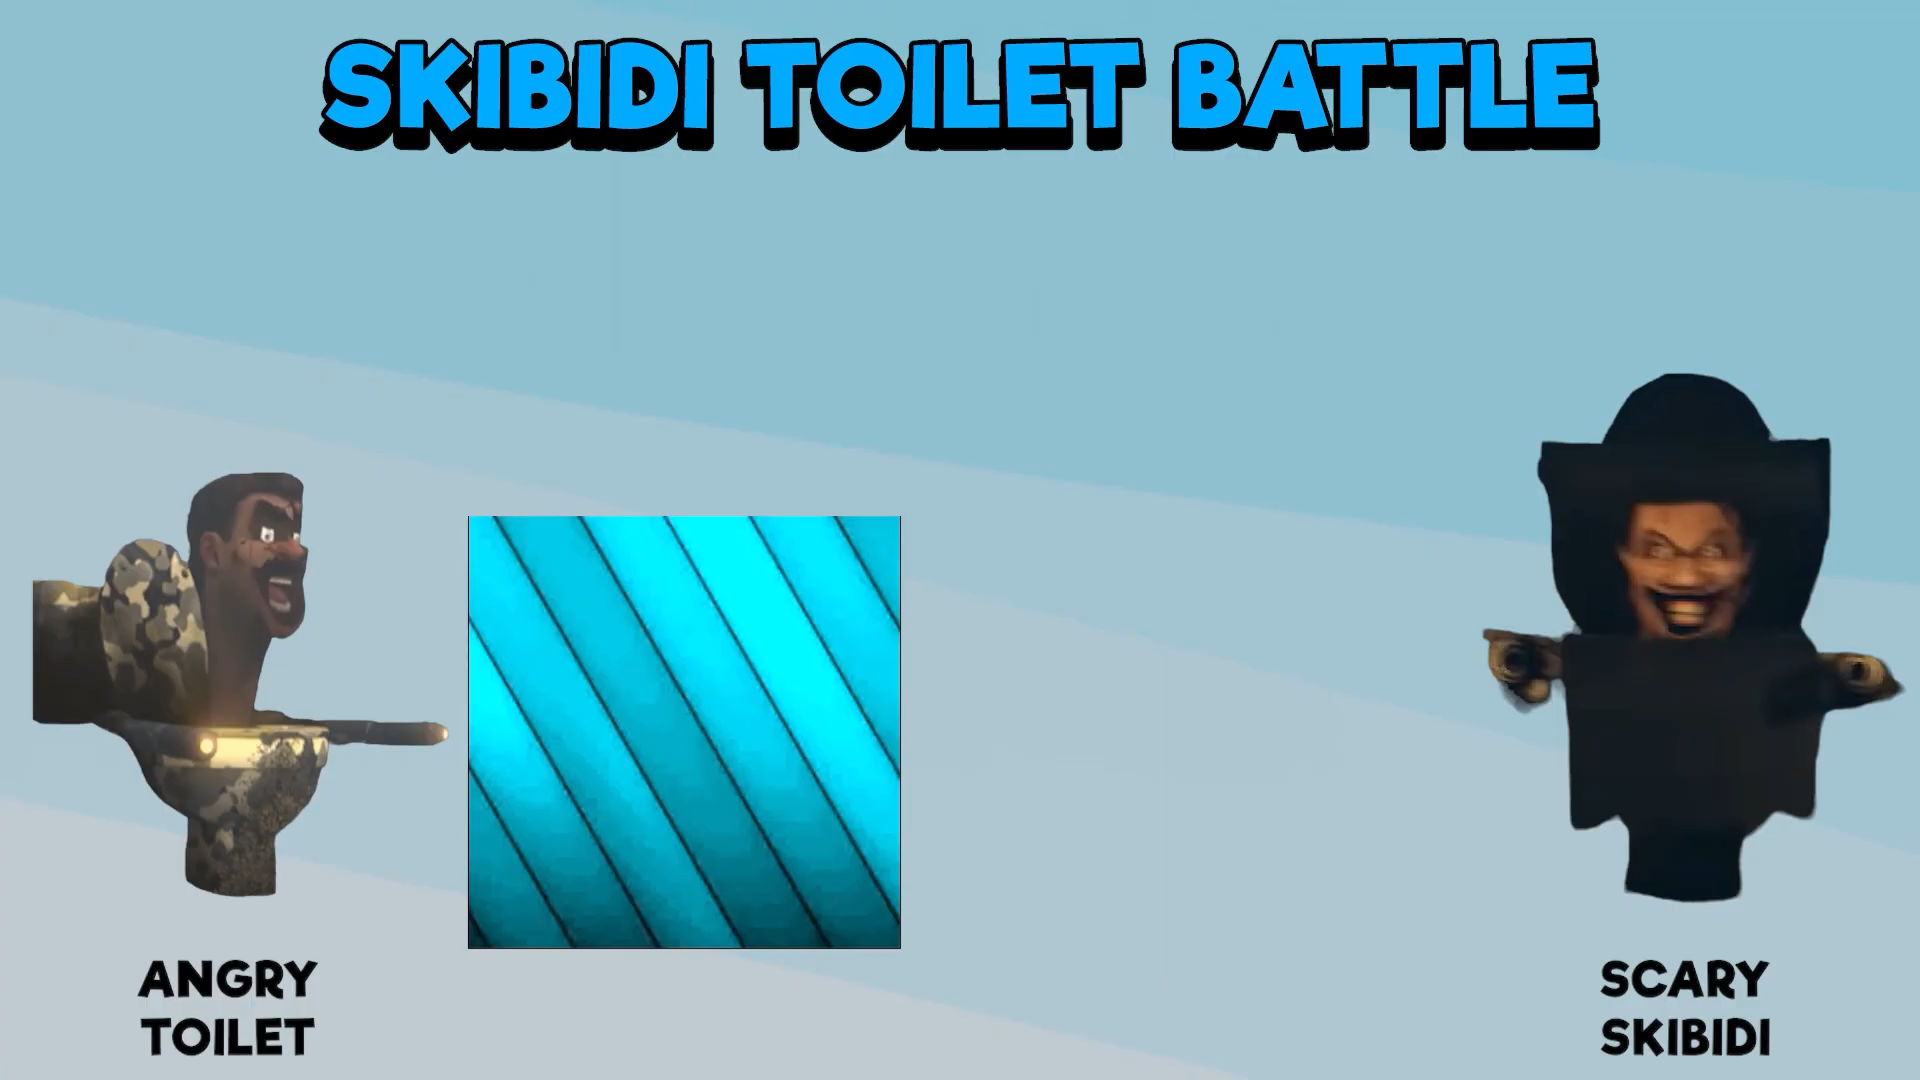 SKIBIDI TOILET BATTLE
ANGRY
TOILET
SCARY
SKIBIDI